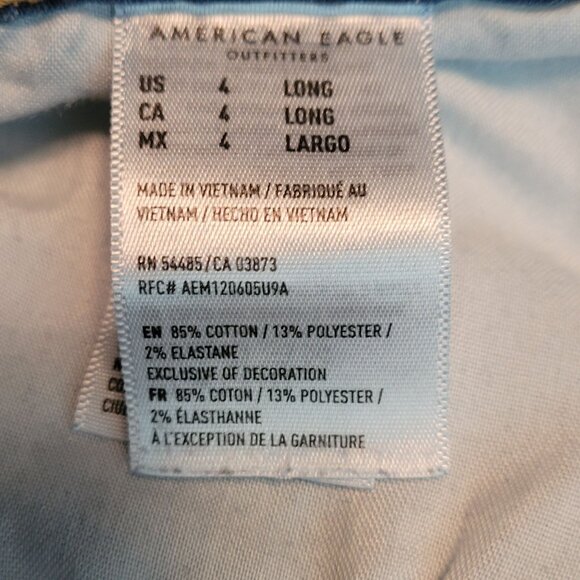 AMERICAN EAGLE
OUTFITTERS
US 4 LONG
CA 4 LONG
MX 4 LARGO
MADE IN VIETNAM / FABRIQUÉ AU
VIETNAM / HECHO EN VIETNAM
RN 54485/CA 03873
RFC# AEM120605U9A
EN 85% COTTON / 13% POLYESTER /
2% ELASTANE
EXCLUSIVE OF DECORATION
FR 85% COTON / 13% POLYESTER /
2% ÉLASTHANNE
À L'EXCEPTION DE LA GARNITURE